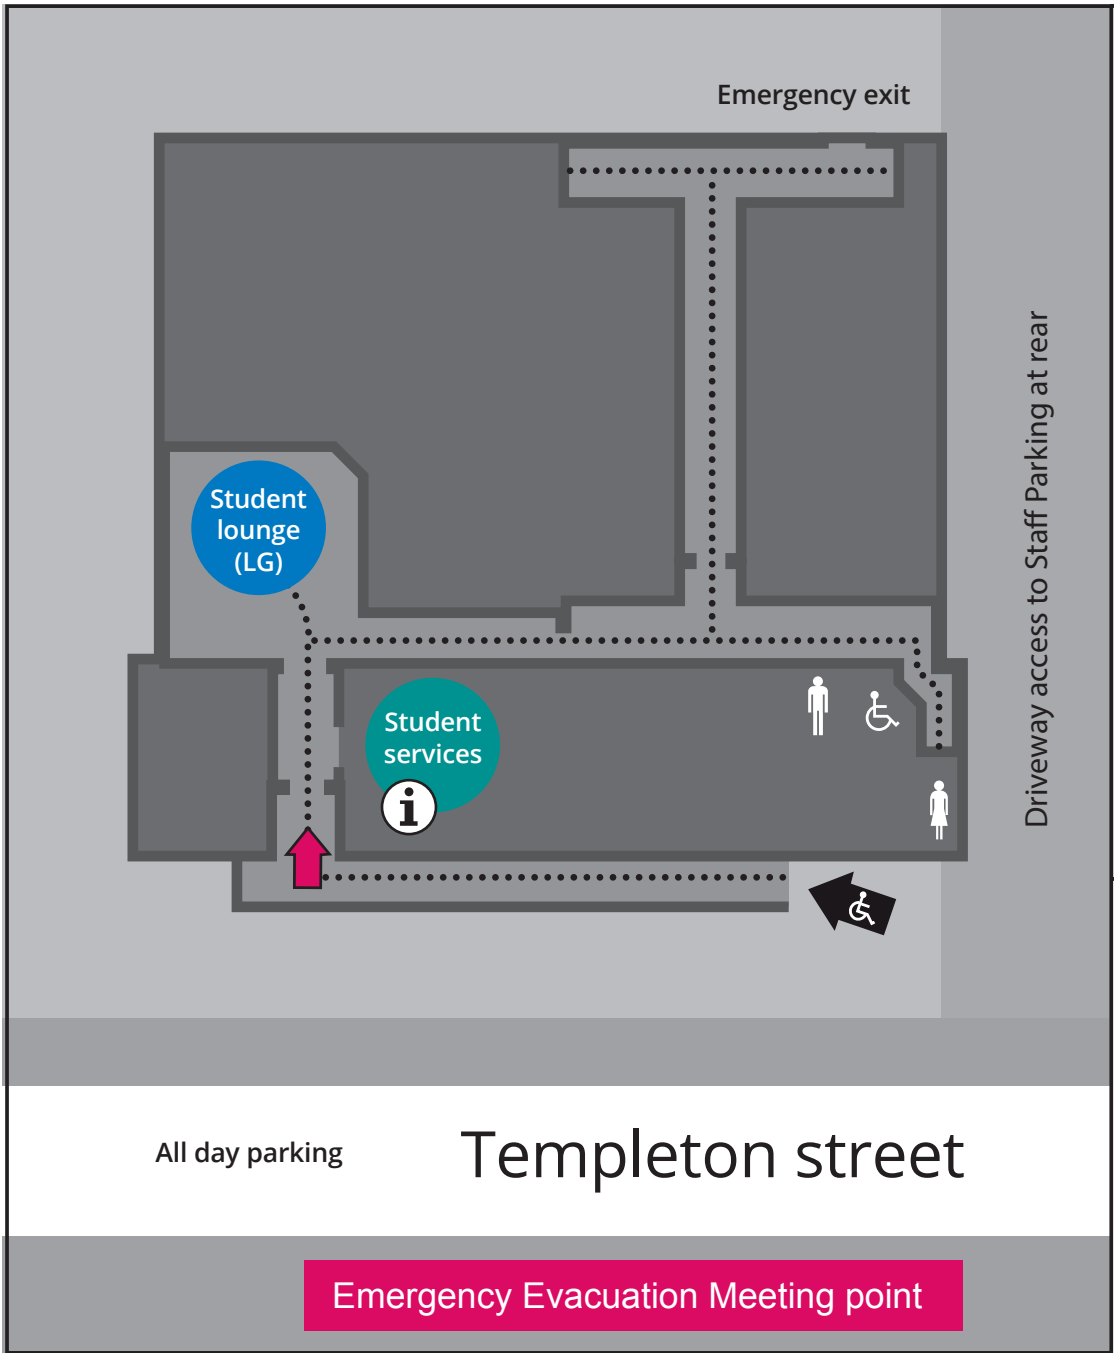 Emergency exit
Driveway access to Staff Parking at rear
Student
lounge
(LG)
Student
services
i
All day parking
Templeton street
Emergency Evacuation Meeting point